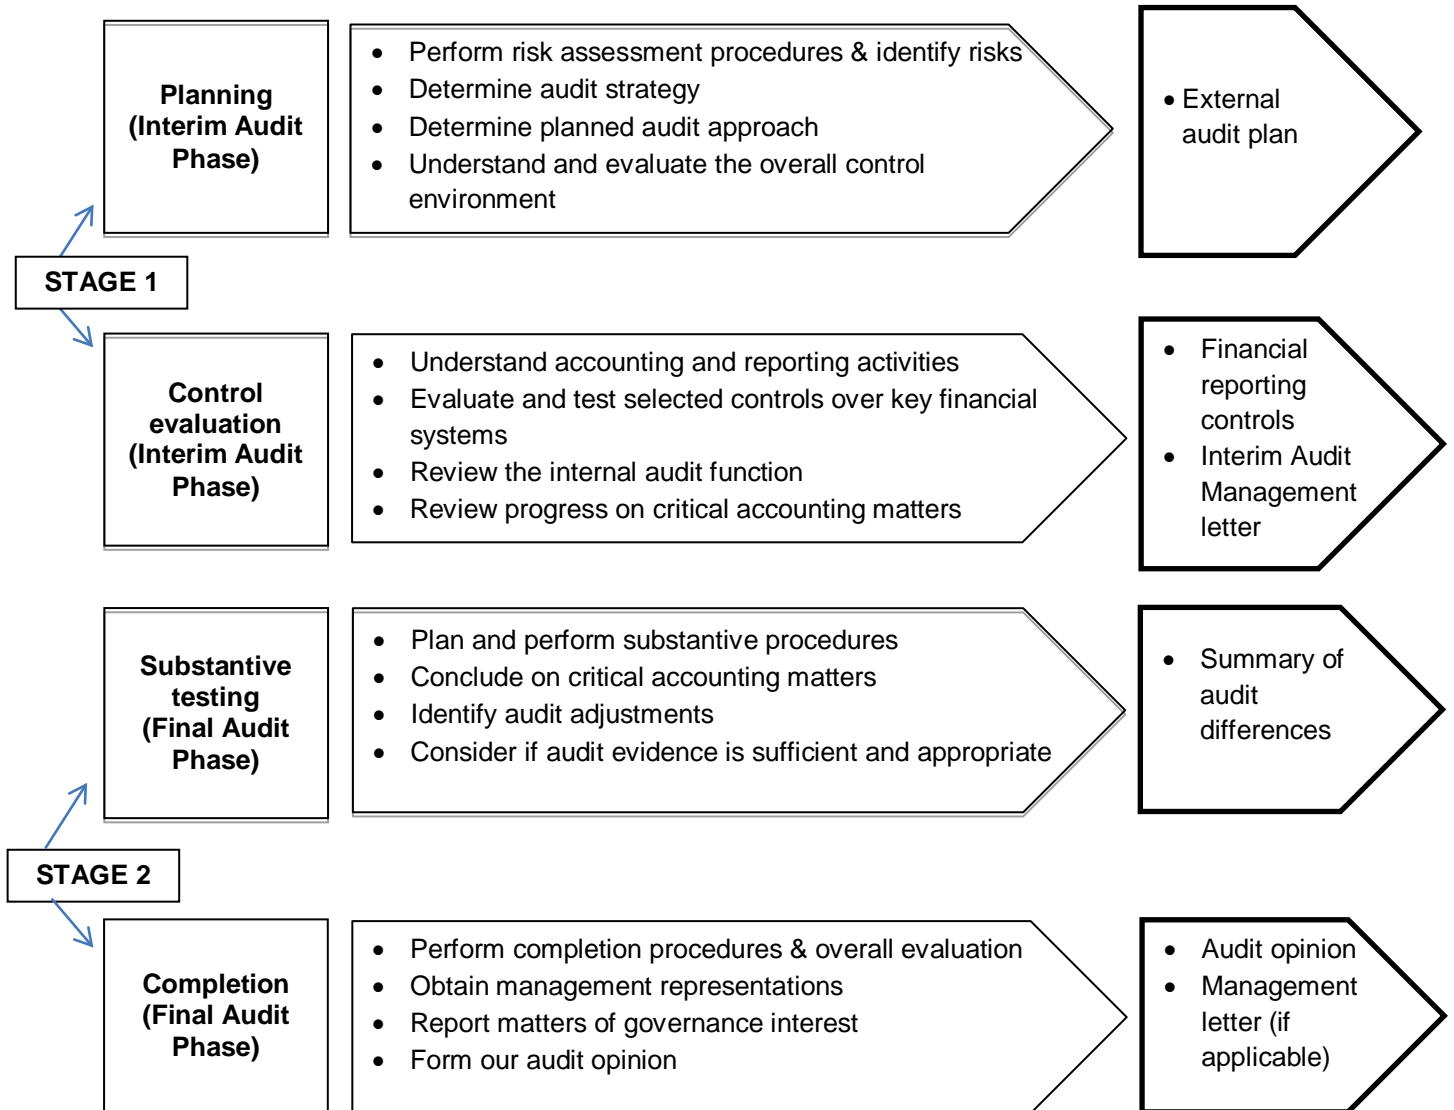 Planning
(Interim Audit
Phase)
• Perform risk assessment procedures & identify risks
• Determine audit strategy
• Determine planned audit approach
• Understand and evaluate the overall control
environment
• External
audit plan
STAGE 1
Control
evaluation
(Interim Audit
Phase)
• Understand accounting and reporting activities
• Evaluate and test selected controls over key financial
systems
• Review the internal audit function
• Review progress on critical accounting matters
• Financial
reporting
controls
• Interim Audit
Management
letter
Substantive
testing
(Final Audit
Phase)
• Plan and perform substantive procedures
• Conclude on critical accounting matters
• Identify audit adjustments
• Consider if audit evidence is sufficient and appropriate
• Summary of
audit
differences
STAGE 2
Completion
(Final Audit
Phase)
• Perform completion procedures & overall evaluation
• Obtain management representations
• Report matters of governance interest
• Form our audit opinion
• Audit opinion
• Management
letter (if
applicable)